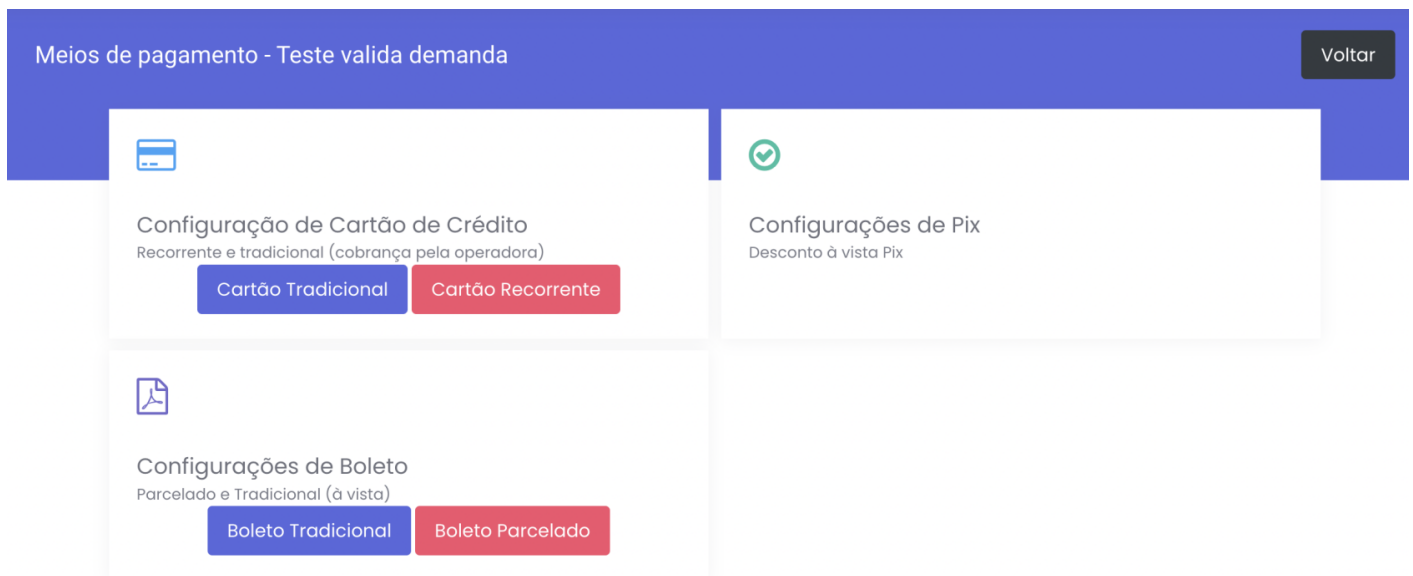 Meios de pagamento - Teste valida demanda
Voltar
Configuração de Cartão de Crédito
Recorrente e tradicional (cobrança pela operadora)
Cartão Tradicional
Cartão Recorrente
Configurações de Pix
Desconto à vista Pix
Configurações de Boleto
Parcelado e Tradicional (à vista)
Boleto Tradicional
Boleto Parcelado